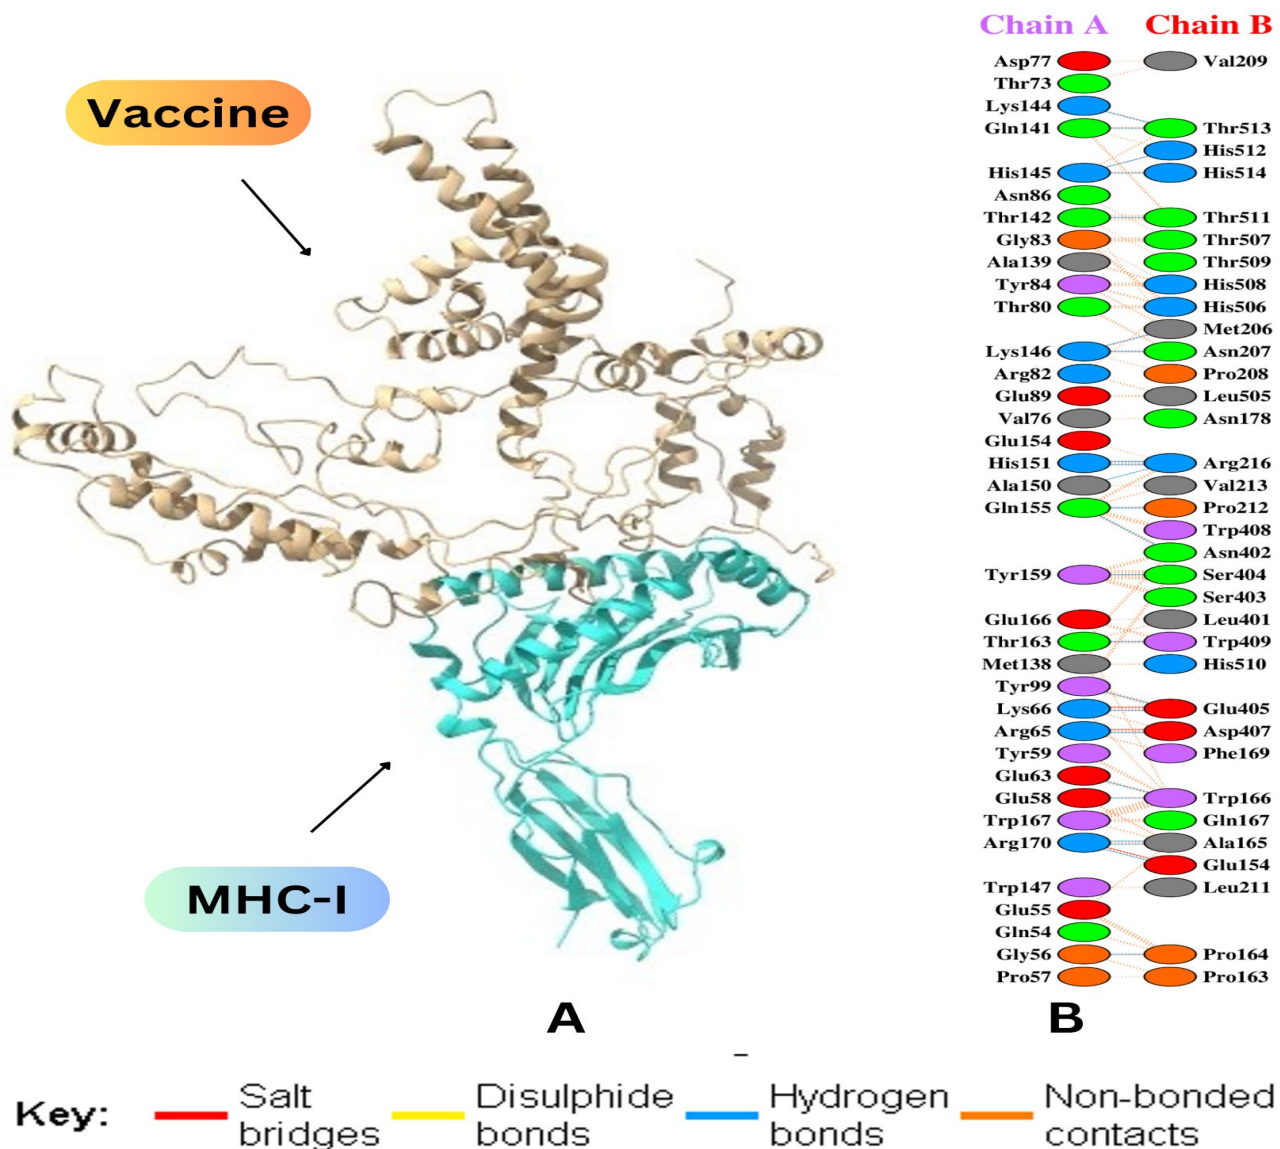 Vaccine
MHC-I
A
Chain A Chain B
Asp77 Val209
Thr73
Lys144
Gln141 Thr513
His512
His145 His514
Asn86
Thr142 Thr511
Gly83 Thr507
Ala139 Thr509
Tyr84 His508
Thr80 His506
Met206
Lys146 Asn207
Arg82 Pro208
Glu89 Leu505
Val76 Asn178
Glu154
His151 Arg216
Ala150 Val213
Gln155 Pro212
Trp408
Asn402
Tyr159 Ser404
Ser403
Glu166 Leu401
Thr163 Trp409
Met138 His510
Tyr99
Lys66 Glu405
Arg65 Asp407
Tyr59 Phe169
Glu63
Glu58 Trp166
Trp167 Gln167
Arg170 Ala165
Glu154
Trp147 Leu211
Glu55
Gln54
Gly56 Pro164
Pro57 Pro163
B
Key: Salt bridges Disulphide bonds Hydrogen bonds Non-bonded contacts